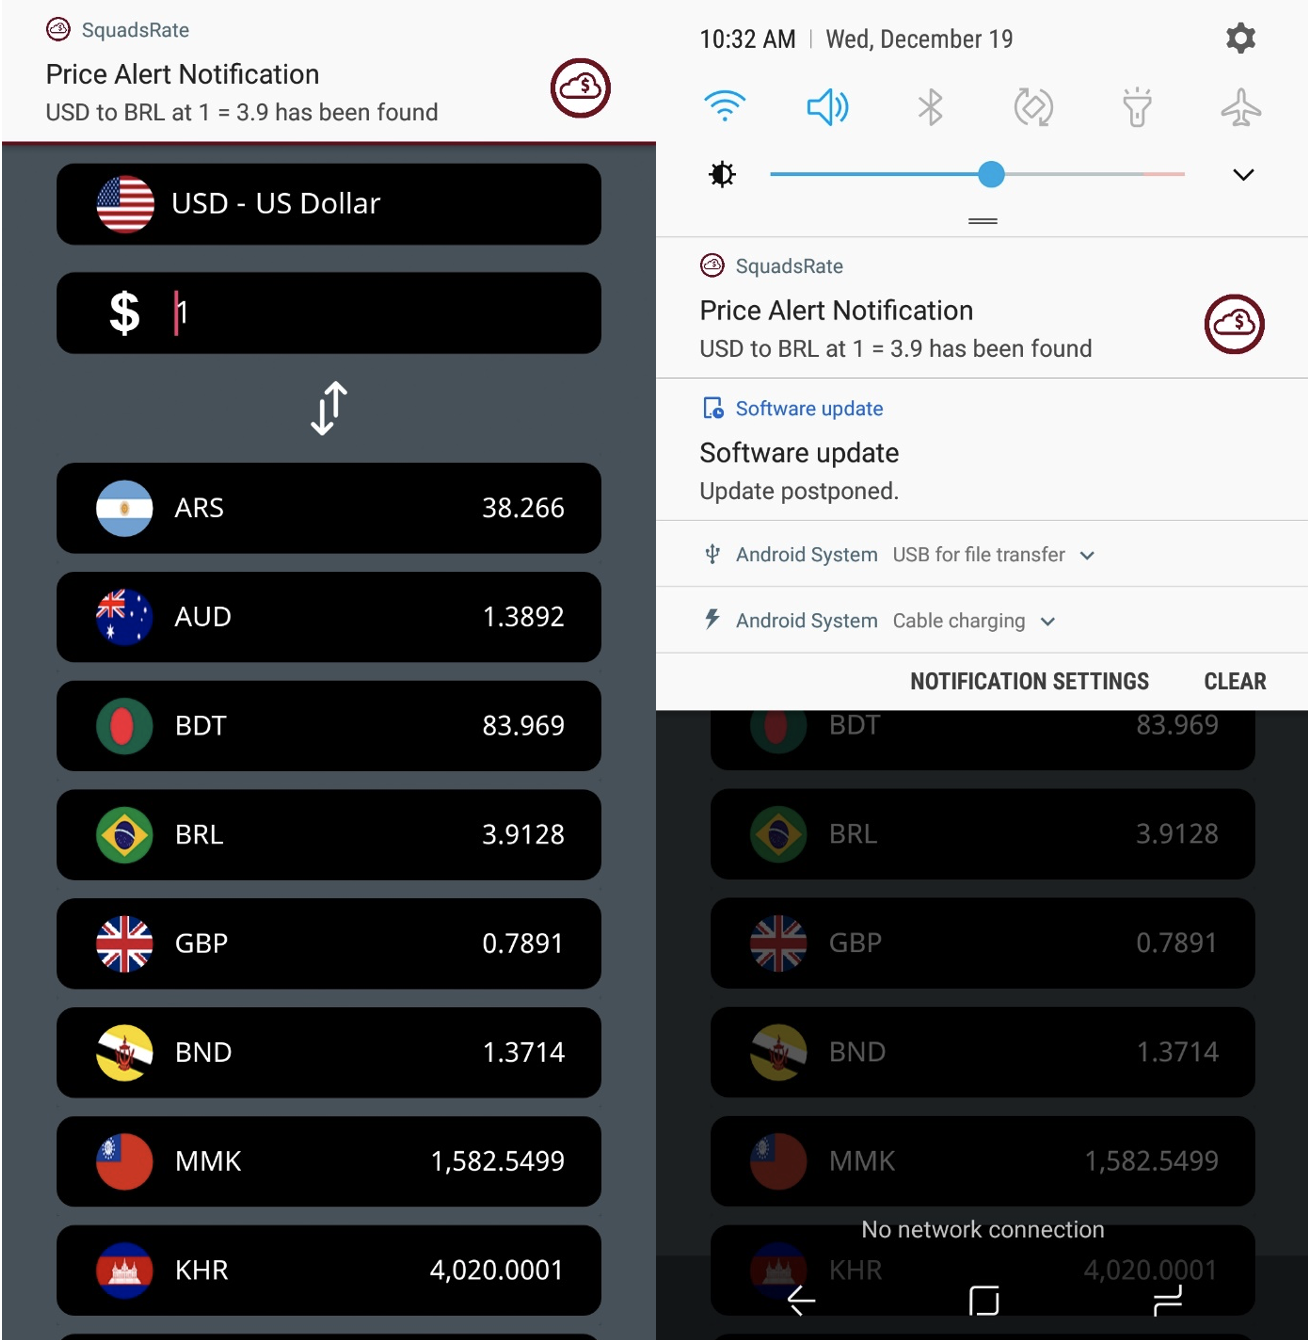 SquadsRate
Price Alert Notification
USD to BRL at 1 = 3.9 has been found
USD - US Dollar
$ 1
ARS 38.266
AUD 1.3892
BDT 83.969
BRL 3.9128
GBP 0.7891
BND 1.3714
MMK 1,582.5499
KHR 4,020.0001
10:32 AM | Wed, December 19
SquadsRate
Price Alert Notification
USD to BRL at 1 = 3.9 has been found
Software update
Software update
Update postponed.
Android System USB for file transfer
Android System Cable charging
NOTIFICATION SETTINGS CLEAR
BDT 83.969
BRL 3.9128
GBP 0.7891
BND 1.3714
MMK 1,582.5499
No network connection
KHR 4,020.0001